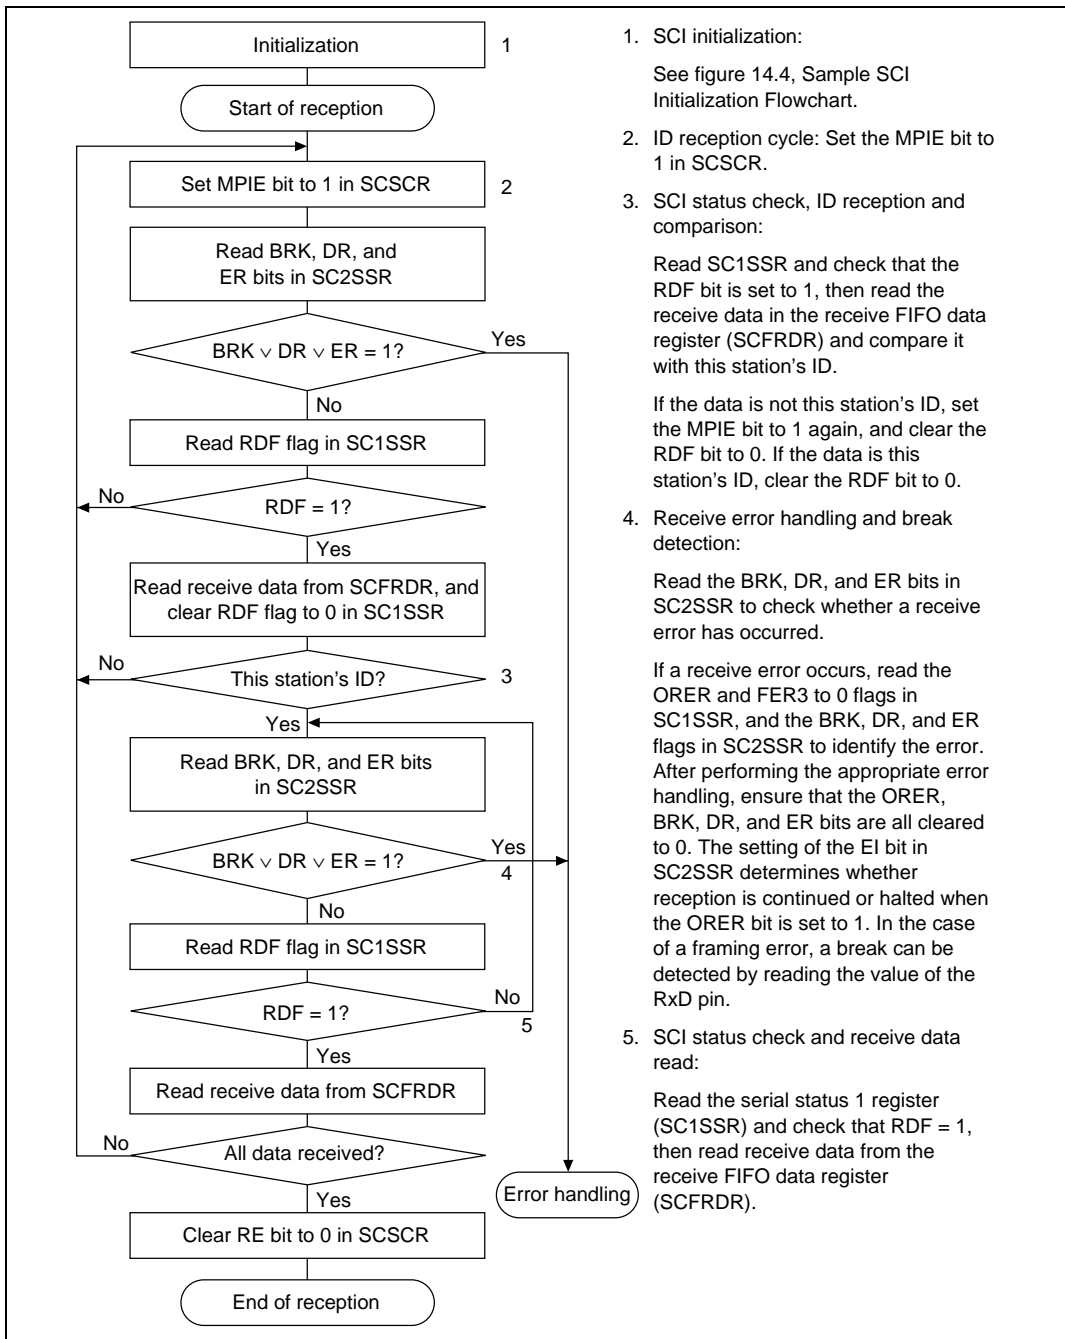 Initialization
1
Start of reception
Set MPIE bit to 1 in SCSCR
2
Read BRK, DR, and
ER bits in SC2SSR
BRK ∨ DR ∨ ER = 1?
Yes
No
Read RDF flag in SC1SSR
No
RDF = 1?
Yes
Read receive data from SCFRDR, and
clear RDF flag to 0 in SC1SSR
No
This station's ID?
3
Yes
Read BRK, DR, and ER bits
in SC2SSR
BRK ∨ DR ∨ ER = 1?
Yes
4
No
Read RDF flag in SC1SSR
RDF = 1?
No
5
Yes
Read receive data from SCFRDR
No
All data received?
Error handling
Yes
Clear RE bit to 0 in SCSCR
End of reception
1. SCI initialization:
See figure 14.4, Sample SCI
Initialization Flowchart.
2. ID reception cycle: Set the MPIE bit to
1 in SCSCR.
3. SCI status check, ID reception and
comparison:
Read SC1SSR and check that the
RDF bit is set to 1, then read the
receive data in the receive FIFO data
register (SCFRDR) and compare it
with this station's ID.
If the data is not this station's ID, set
the MPIE bit to 1 again, and clear the
RDF bit to 0. If the data is this
station's ID, clear the RDF bit to 0.
4. Receive error handling and break
detection:
Read the BRK, DR, and ER bits in
SC2SSR to check whether a receive
error has occurred.
If a receive error occurs, read the
ORER and FER3 to 0 flags in
SC1SSR, and the BRK, DR, and ER
flags in SC2SSR to identify the error.
After performing the appropriate error
handling, ensure that the ORER,
BRK, DR, and ER bits are all cleared
to 0. The setting of the EI bit in
SC2SSR determines whether
reception is continued or halted when
the ORER bit is set to 1. In the case
of a framing error, a break can be
detected by reading the value of the
RxD pin.
5. SCI status check and receive data
read:
Read the serial status 1 register
(SC1SSR) and check that RDF = 1,
then read receive data from the
receive FIFO data register
(SCFRDR).